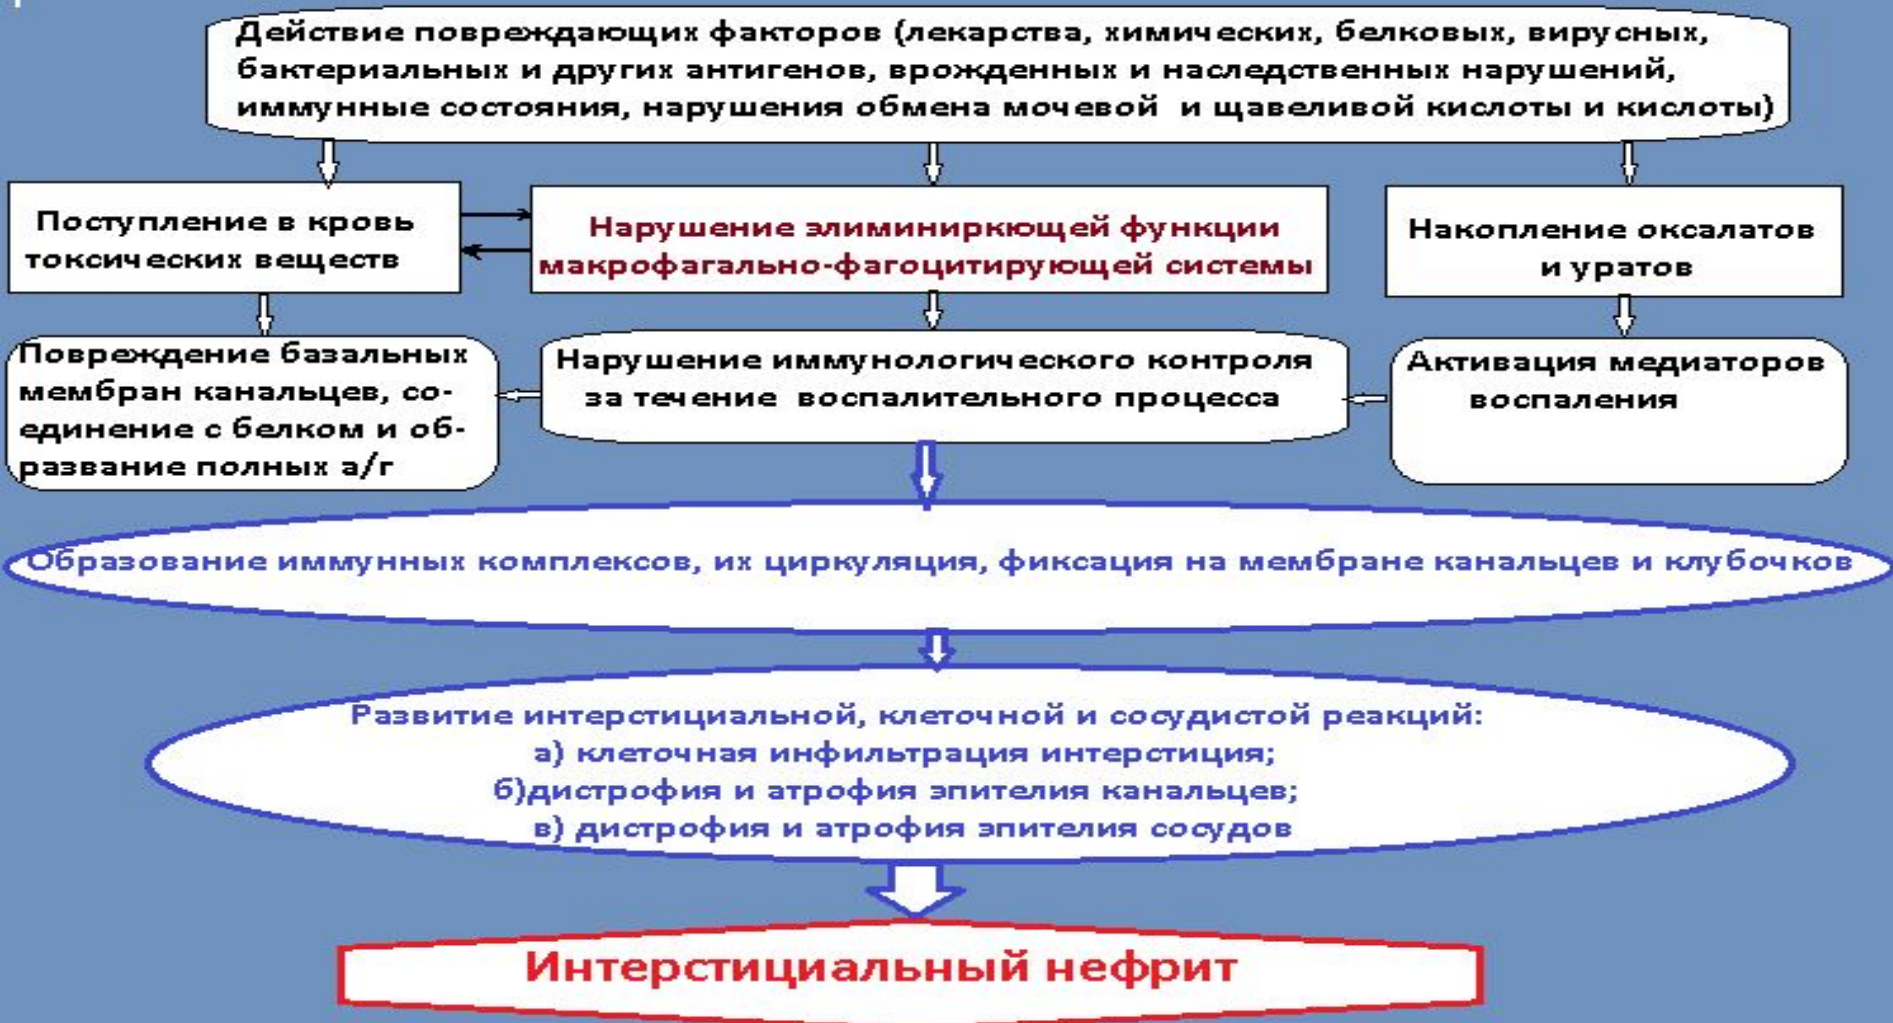 Действие повреждающих факторов (лекарства, химических, белковых, вирусных,
бактериальных и других антигенов, врожденных и наследственных нарушений,
иммунные состояния, нарушения обмена мочевой и щавеливой кислоты и кислоты)
Поступление в кровь
токсических веществ
Нарушение элиминиркющей функции
макрофагально-фагоцитирующей системы
Накопление оксалатов
и уратов
Повреждение базальных
мембран канальцев, со-
единение с белком и об-
развание полных а/г
Нарушение иммунологического контроля
за течение воспалительного процесса
Активация медиаторов
воспаления
Образование иммунных комплексов, их циркуляция, фиксация на мембране канальцев и клубочков
Развитие интерстициальной, клеточной и сосудистой реакций:
а) клеточная инфильтрация интерстиция;
б)дистрофия и атрофия эпителия канальцев;
в) дистрофия и атрофия эпителия сосудов
Интерстициальный нефрит